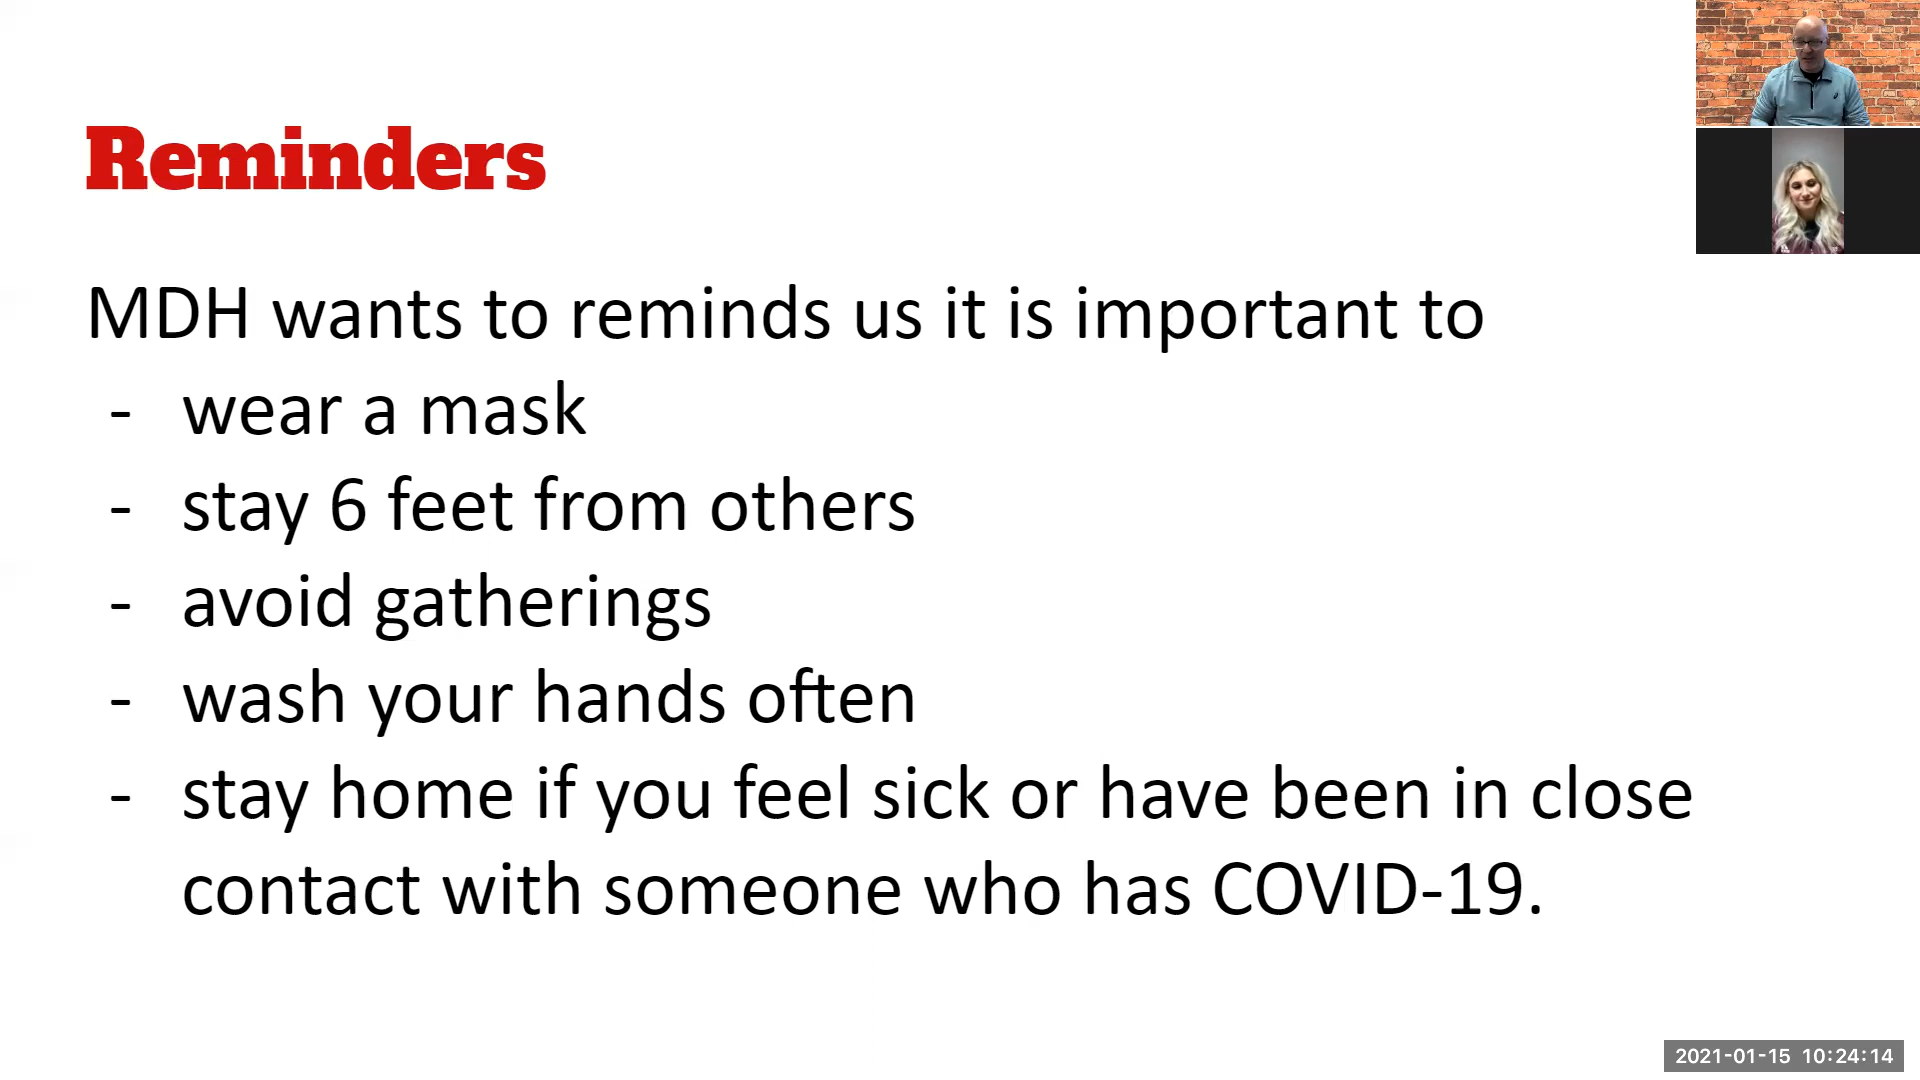 Reminders
MDH wants to reminds us it is important to
- wear a mask
- stay 6 feet from others
- avoid gatherings
- wash your hands often
- stay home if you feel sick or have been in close
contact with someone who has COVID-19.
2021-01-15 10:24:14